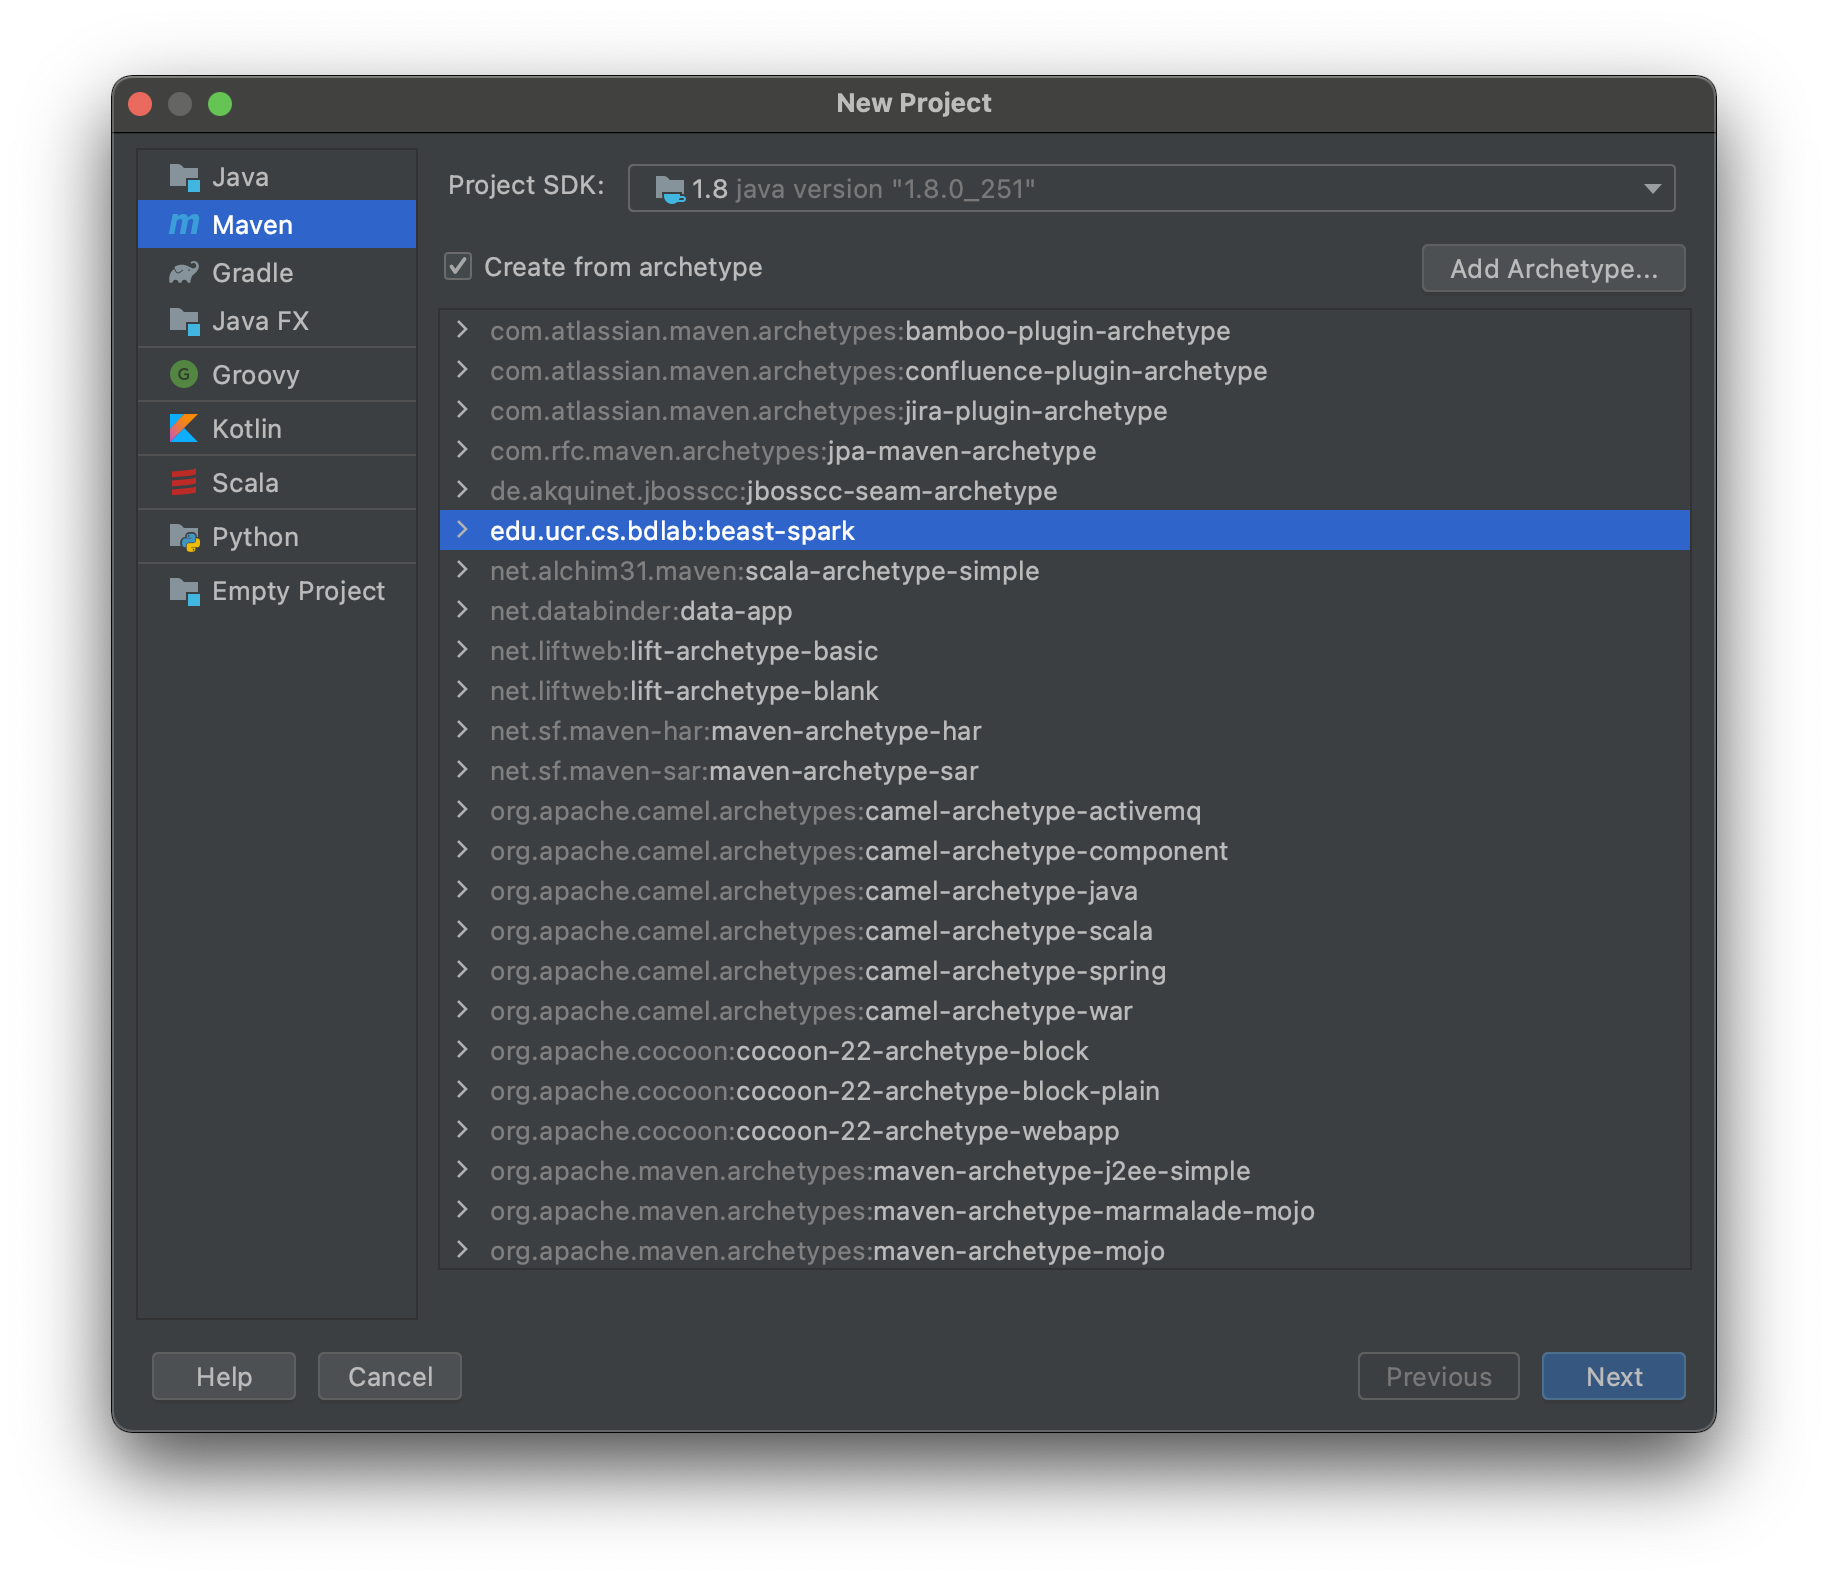 New Project
Java
Maven
Gradle
Java FX
Groovy
Kotlin
Scala
Python
Empty Project
Project SDK: 1.8 java version "1.8.0_251"
Create from archetype
Add Archetype...
com.atlassian.maven.archetypes:bamboo-plugin-archetype
com.atlassian.maven.archetypes:confluence-plugin-archetype
com.atlassian.maven.archetypes:jira-plugin-archetype
com.rfc.maven.archetypes:jpa-maven-archetype
de.akquinet.jbosscc:jbosscc-seam-archetype
edu.ucr.cs.bdlab:beast-spark
net.alchim31.maven:scala-archetype-simple
net.databinder:data-app
net.liftweb:lift-archetype-basic
net.liftweb:lift-archetype-blank
net.sf.maven-har:maven-archetype-har
net.sf.maven-sar:maven-archetype-sar
org.apache.camel.archetypes:camel-archetype-activemq
org.apache.camel.archetypes:camel-archetype-component
org.apache.camel.archetypes:camel-archetype-java
org.apache.camel.archetypes:camel-archetype-scala
org.apache.camel.archetypes:camel-archetype-spring
org.apache.camel.archetypes:camel-archetype-war
org.apache.cocoon:cocoon-22-archetype-block
org.apache.cocoon:cocoon-22-archetype-block-plain
org.apache.cocoon:cocoon-22-archetype-webapp
org.apache.maven.archetypes:maven-archetype-j2ee-simple
org.apache.maven.archetypes:maven-archetype-marmalade-mojo
org.apache.maven.archetypes:maven-archetype-mojo
Help
Cancel
Previous
Next